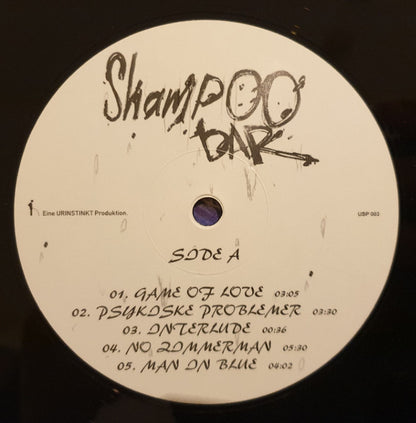 ShampOO
bAR
Eine URINSTINKT Produktion.
USP 003
SIDE A
01. GAME OF LOVE 03:05
02. PSYKISKE PROBLEMER 03:30
03. INTERLUDE 00:36
04. NO ZIMMERMAN 05:30
05. MAN IN BLUE 04:02